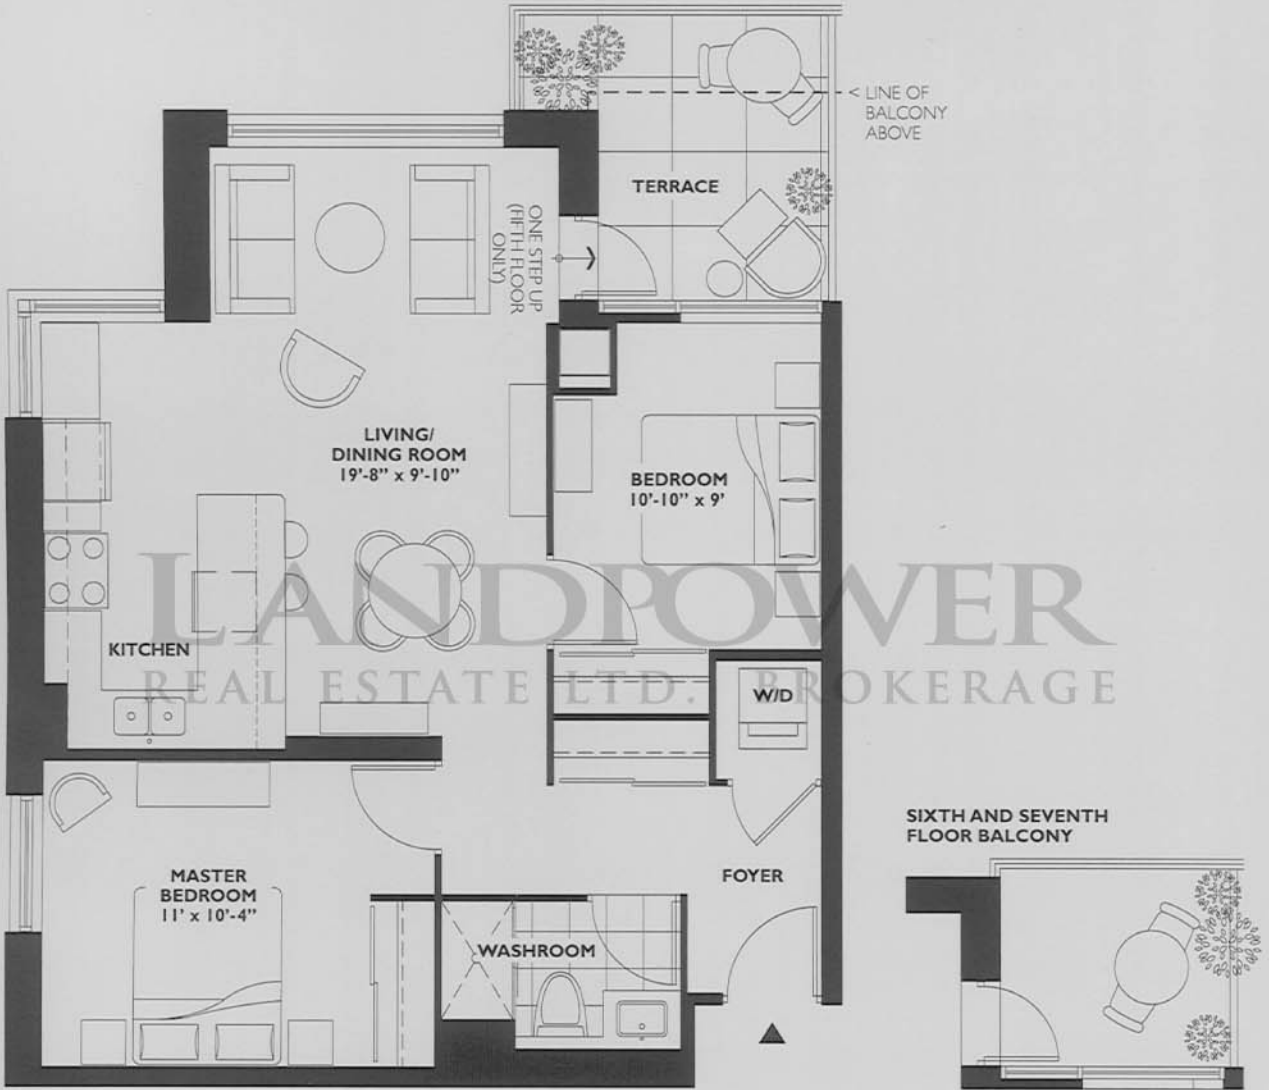 < LINE OF
BALCONY
ABOVE
TERRACE
ONE STEP UP
(FIFTH FLOOR
ONLY)
LIVING/
DINING ROOM
19'-8" x 9'-10"
BEDROOM
10'-10" x 9'
LANDPOWER
KITCHEN
REAL ESTATE LTD. BROKERAGE
W/D
SIXTH AND SEVENTH
FLOOR BALCONY
MASTER
BEDROOM
11' x 10'-4"
FOYER
WASHROOM